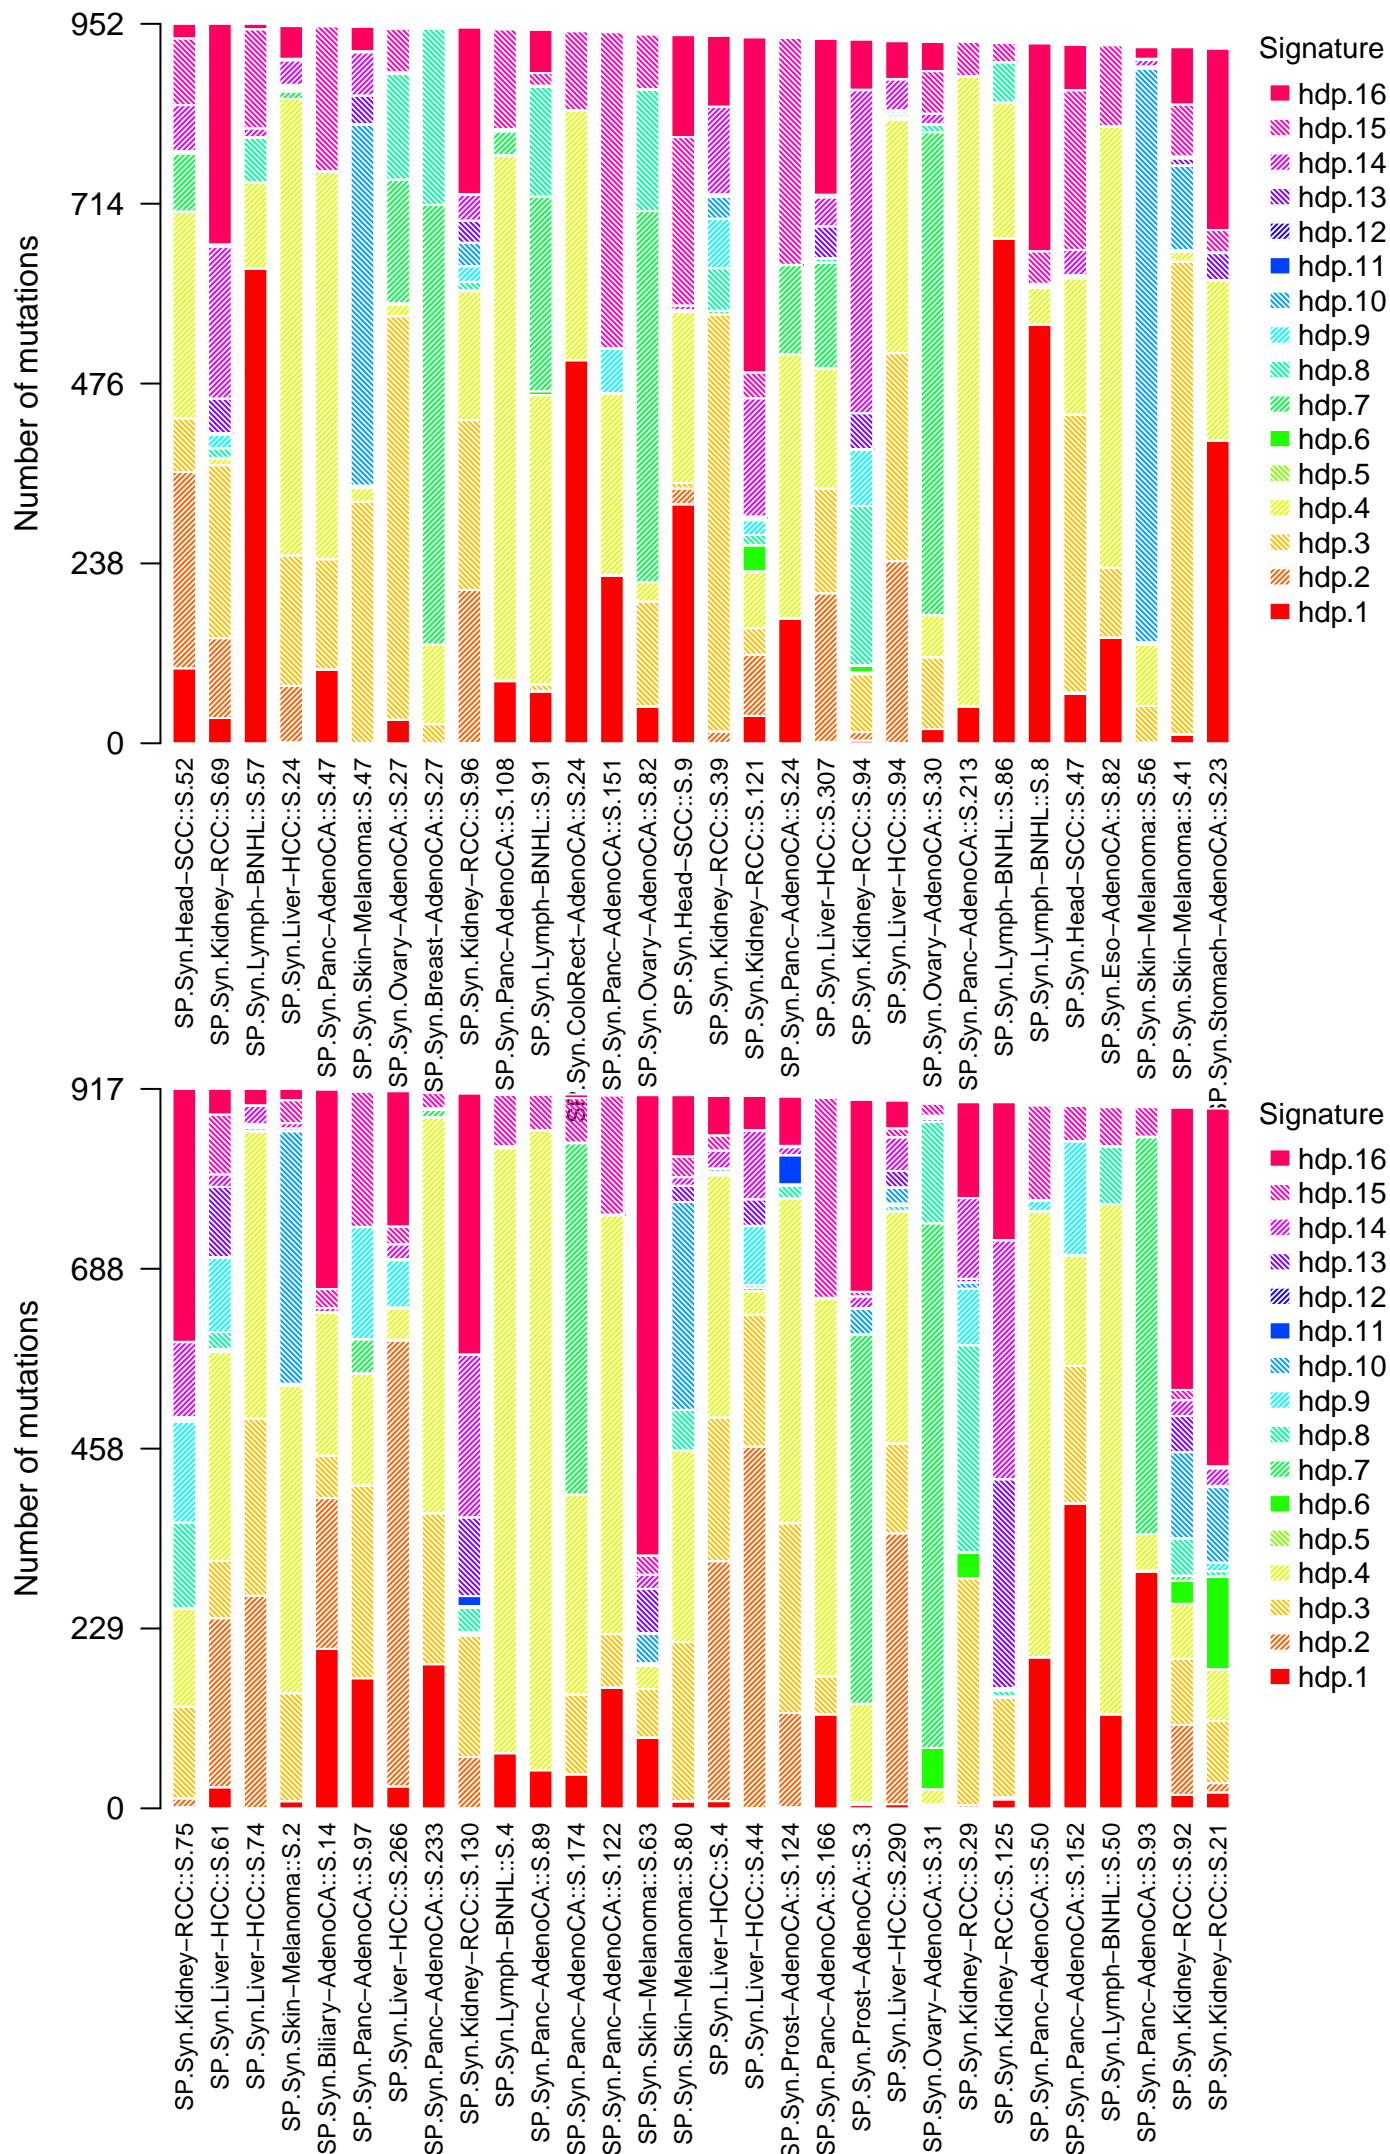 Number of mutations
952
714
476
238
0
Signature
hdp.16
hdp.15
hdp.14
hdp.13
hdp.12
hdp.11
hdp.10
hdp.9
hdp.8
hdp.7
hdp.6
hdp.5
hdp.4
hdp.3
hdp.2
hdp.1
SP.Syn.Head−SCC::S.52
SP.Syn.Kidney−RCC::S.69
SP.Syn.Lymph−BNHL::S.57
SP.Syn.Liver−HCC::S.24
SP.Syn.Panc−AdenoCA::S.47
SP.Syn.Skin−Melanoma::S.47
SP.Syn.Ovary−AdenoCA::S.27
SP.Syn.Breast−AdenoCA::S.27
SP.Syn.Kidney−RCC::S.96
SP.Syn.Panc−AdenoCA::S.108
SP.Syn.Lymph−BNHL::S.91
SP.Syn.ColoRect−AdenoCA::S.24
SP.Syn.Panc−AdenoCA::S.151
SP.Syn.Ovary−AdenoCA::S.82
SP.Syn.Head−SCC::S.9
SP.Syn.Kidney−RCC::S.39
SP.Syn.Kidney−RCC::S.121
SP.Syn.Panc−AdenoCA::S.24
SP.Syn.Liver−HCC::S.307
SP.Syn.Kidney−RCC::S.94
SP.Syn.Liver−HCC::S.94
SP.Syn.Ovary−AdenoCA::S.30
SP.Syn.Panc−AdenoCA::S.213
SP.Syn.Lymph−BNHL::S.86
SP.Syn.Lymph−BNHL::S.8
SP.Syn.Head−SCC::S.47
SP.Syn.Eso−AdenoCA::S.82
SP.Syn.Skin−Melanoma::S.56
SP.Syn.Skin−Melanoma::S.41
SP.Syn.Stomach−AdenoCA::S.23
Number of mutations
917
688
458
229
0
Signature
hdp.16
hdp.15
hdp.14
hdp.13
hdp.12
hdp.11
hdp.10
hdp.9
hdp.8
hdp.7
hdp.6
hdp.5
hdp.4
hdp.3
hdp.2
hdp.1
SP.Syn.Kidney−RCC::S.75
SP.Syn.Liver−HCC::S.61
SP.Syn.Liver−HCC::S.74
SP.Syn.Skin−Melanoma::S.2
SP.Syn.Biliary−AdenoCA::S.14
SP.Syn.Panc−AdenoCA::S.97
SP.Syn.Liver−HCC::S.266
SP.Syn.Panc−AdenoCA::S.233
SP.Syn.Kidney−RCC::S.130
SP.Syn.Lymph−BNHL::S.4
SP.Syn.Panc−AdenoCA::S.89
SP.Syn.Panc−AdenoCA::S.174
SP.Syn.Panc−AdenoCA::S.122
SP.Syn.Skin−Melanoma::S.63
SP.Syn.Skin−Melanoma::S.80
SP.Syn.Liver−HCC::S.4
SP.Syn.Liver−HCC::S.44
SP.Syn.Prost−AdenoCA::S.124
SP.Syn.Panc−AdenoCA::S.166
SP.Syn.Prost−AdenoCA::S.3
SP.Syn.Liver−HCC::S.290
SP.Syn.Ovary−AdenoCA::S.31
SP.Syn.Kidney−RCC::S.29
SP.Syn.Kidney−RCC::S.125
SP.Syn.Panc−AdenoCA::S.50
SP.Syn.Panc−AdenoCA::S.152
SP.Syn.Lymph−BNHL::S.50
SP.Syn.Panc−AdenoCA::S.93
SP.Syn.Kidney−RCC::S.92
SP.Syn.Kidney−RCC::S.21